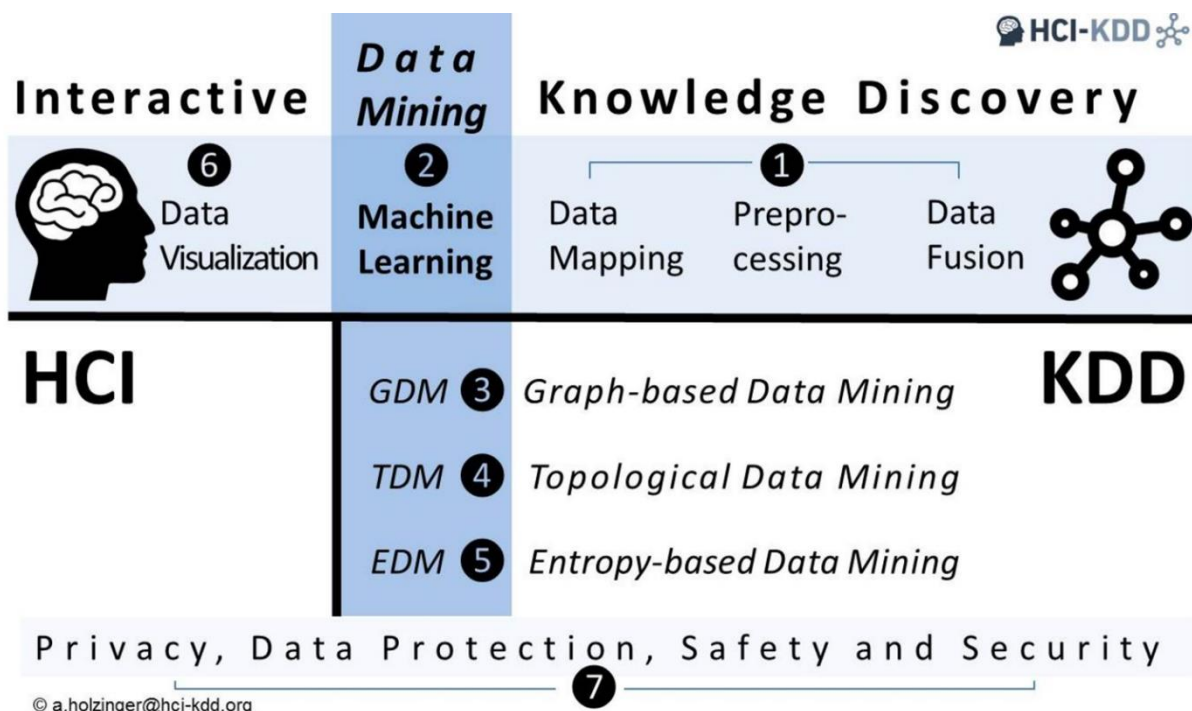 HCI-KDD
Data
Mining
Interactive
Knowledge Discovery
6
2
1
Data
Visualization
Machine
Learning
Data
Mapping
Prepro-
cessing
Data
Fusion
HCI
KDD
GDM 3 Graph-based Data Mining
TDM 4 Topological Data Mining
EDM 5 Entropy-based Data Mining
Privacy, Data Protection, Safety and Security
7
© a.holzinger@hci-kdd.org